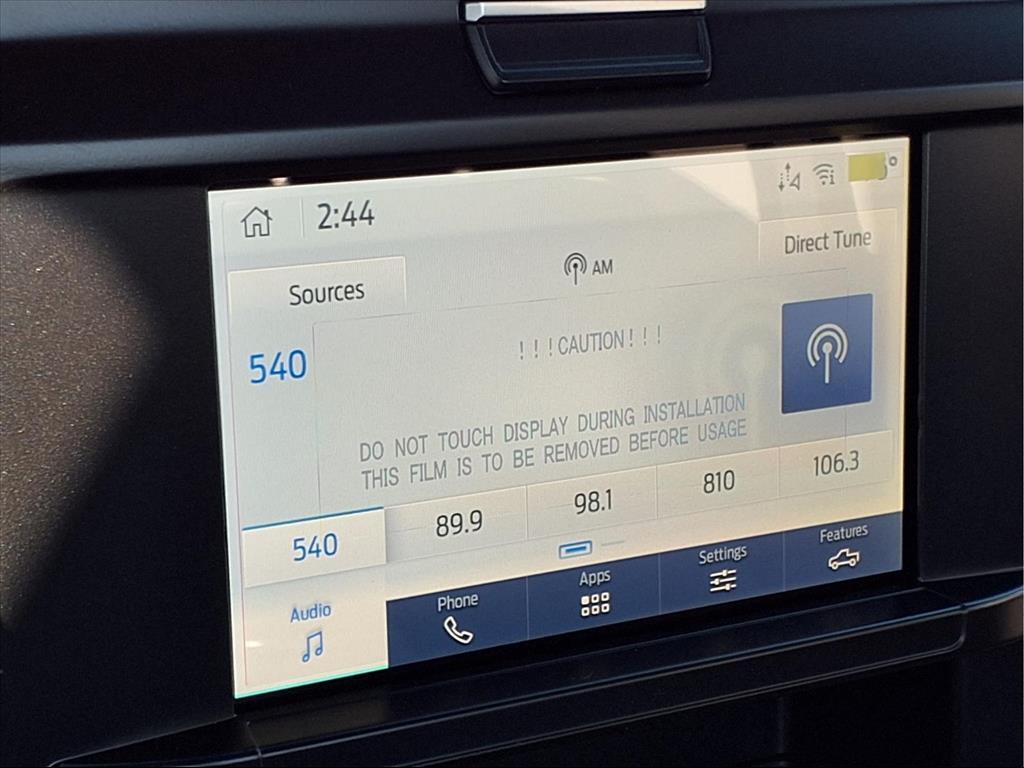 2:44
Direct Tune
AM
Sources
! ! ! CAUTION ! ! !
540
DO NOT TOUCH DISPLAY DURING INSTALLATION
THIS FILM IS TO BE REMOVED BEFORE USAGE
540
89.9
98.1
810
106.3
Audio
Phone
Apps
Settings
Features